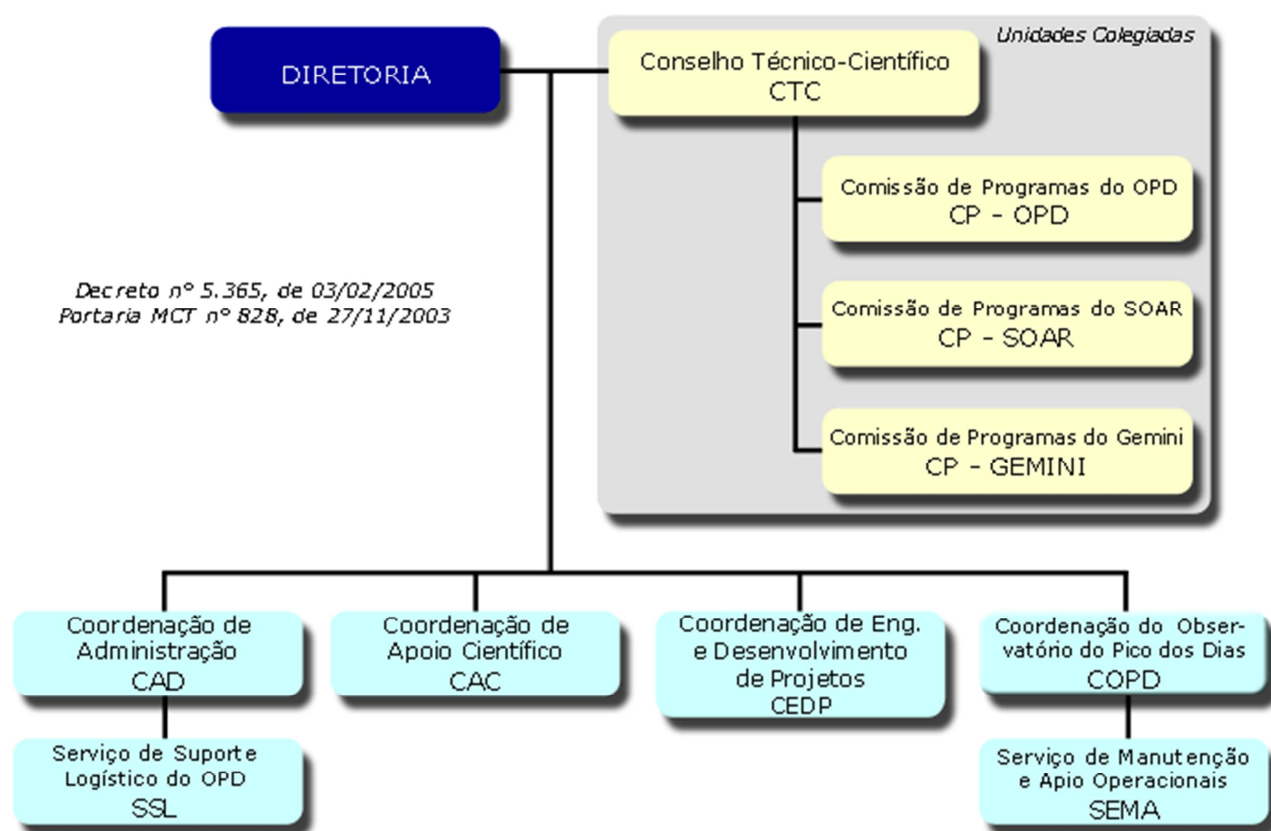 DIRETORIA
Unidades Colegiadas
Conselho Técnico-Científico
CTC
Comissão de Programas do OPD
CP - OPD
Comissão de Programas do SOAR
CP - SOAR
Comissão de Programas do Gemini
CP - GEMINI
Decreto nº 5.365, de 03/02/2005
Portaria MCT nº 828, de 27/11/2003
Coordenação de
Administração
CAD
Coordenação de
Apoio Científico
CAC
Coordenação de Eng.
e Desenvolvimento
de Projetos
CEDP
Coordenação do Obser-
vatório do Pico dos Dias
COPD
Serviço de Suporte
Logístico do OPD
SSL
Serviço de Manutenção
e Apio Operacionais
SEMA